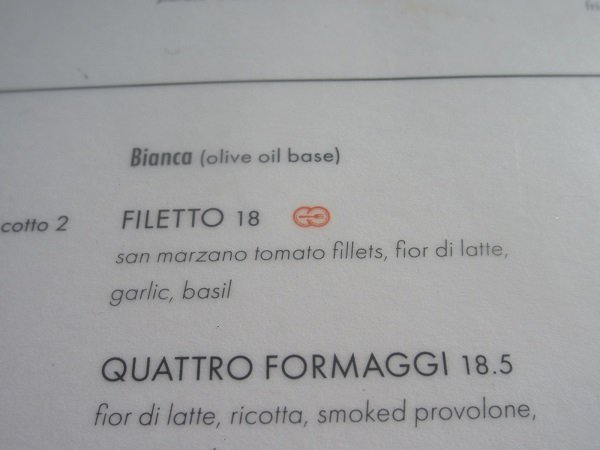 Bianca (olive oil base)
cotto 2
FILETTO 18
san marzano tomato fillets, fior di latte,
garlic, basil
QUATTRO FORMAGGI 18.5
fior di latte, ricotta, smoked provolone,